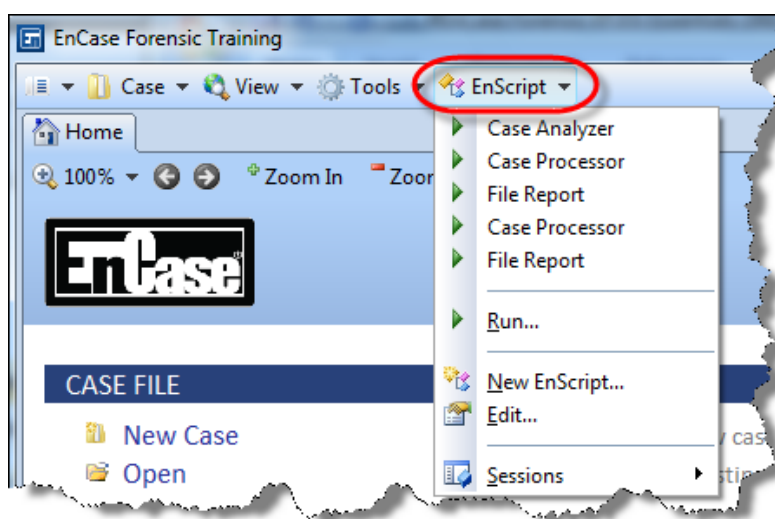 EnCase Forensic Training
Case View Tools EnScript
Home
100% Zoom In
EnCase®
Case Analyzer
Case Processor
File Report
Case Processor
File Report
Run...
New EnScript...
Edit...
Sessions
CASE FILE
New Case
Open